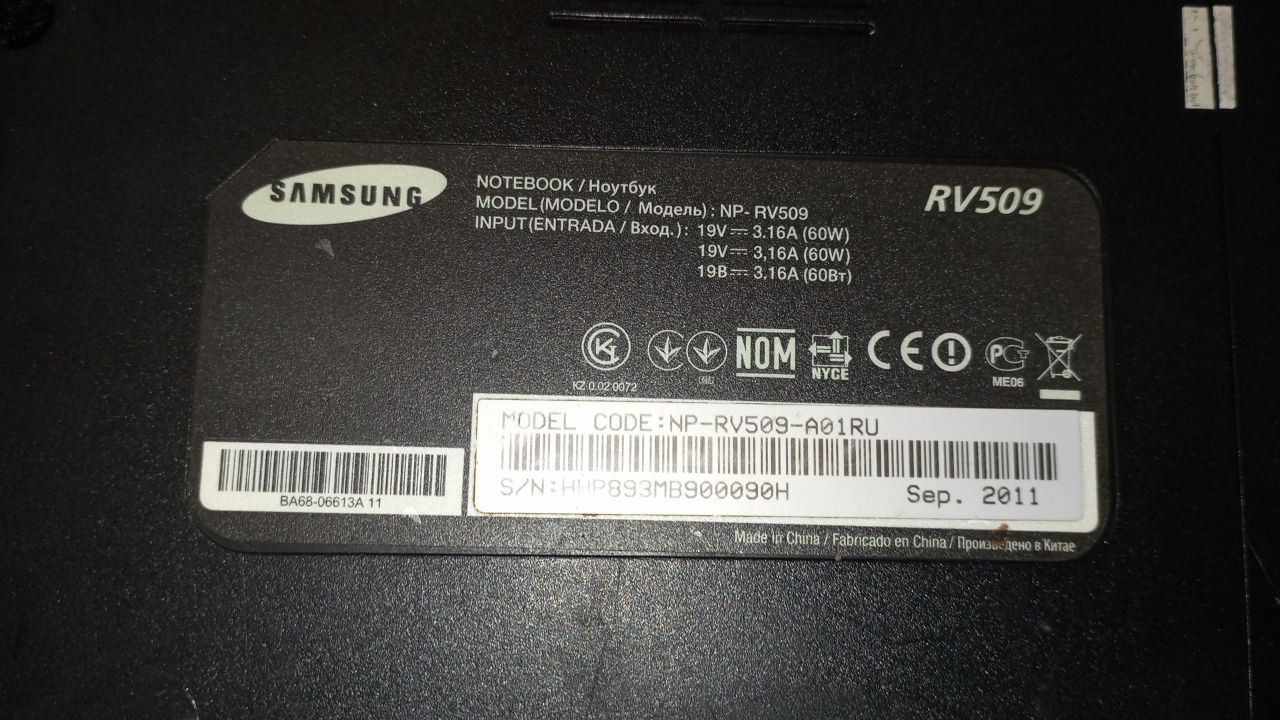 SAMSUNG
NOTEBOOK / Ноутбук
MODEL(MODELO / Модель) : NP- RV509
INPUT(ENTRADA / Вход.) : 19V⎓ 3.16A (60W)
19V⎓ 3,16A (60W)
19В⎓ 3.16A (60Вт)
RV509
KZ.0.02.0072
NOM
NYCE
CE
ME06
MODEL CODE:NP-RV509-A01RU
S/N:HHP893MB900090H
Sep. 2011
BA68-06613A 11
Made in China / Fabricado en China / Произведено в Китае